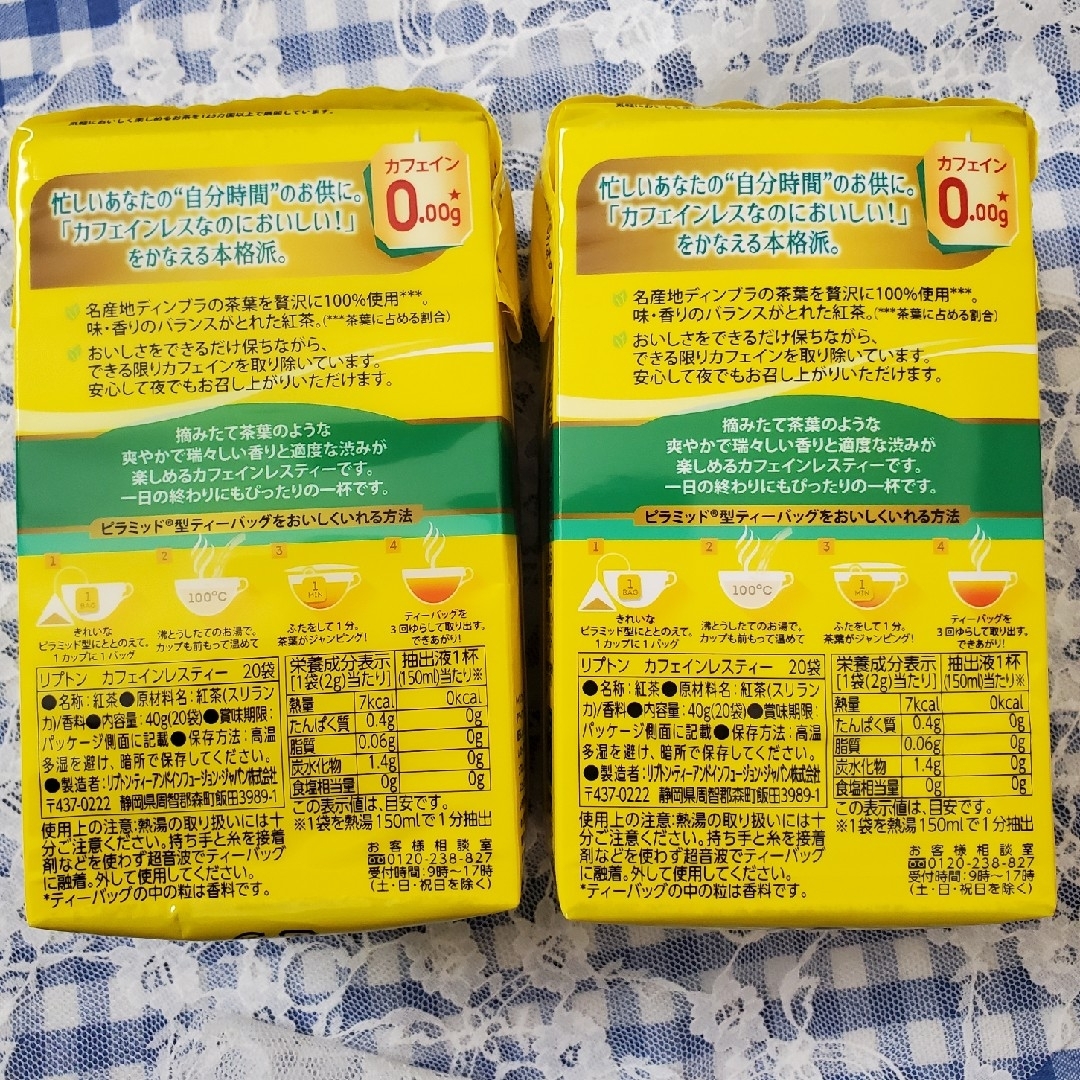 カフェイン
0.00g★
忙しいあなたの“自分時間”のお供に。
「カフェインレスなのにおいしい！」
をかなえる本格派。
名産地ディンブラの茶葉を贅沢に100%使用***。
味・香りのバランスがとれた紅茶。(***茶葉に占める割合)
おいしさをできるだけ保ちながら、
できる限りカフェインを取り除いています。
安心して夜でもお召し上がりいただけます。
摘みたて茶葉のような
爽やかで瑞々しい香りと適度な渋みが
楽しめるカフェインレスティーです。
一日の終わりにもぴったりの一杯です。
ピラミッド®型ティーバッグをおいしくいれる方法
1
1
BAG
きれいな
ピラミッド型にととのえて。
1カップに1バッグ
2
100℃
沸とうしたてのお湯で。
カップも前もって温めて
3
1
MIN
ふたをして1分。
茶葉がジャンピング!
4
ティーバッグを
3回ゆらして取り出す。
できあがり!
リプトン カフェインレスティー 20袋
●名称:紅茶●原材料名:紅茶(スリラン
カ)/香料●内容量:40g(20袋)●賞味期限:
パッケージ側面に記載●保存方法:高温
多湿を避け、暗所で保存してください。
●製造者:リプトンティーアンドインフュージョン・ジャパン株式会社
〒437-0222 静岡県周智郡森町飯田3989-1
栄養成分表示 抽出液1杯
[1袋(2g)当たり] (150ml)当たり※
熱量 7kcal 0kcal
たんぱく質 0.4g 0g
脂質 0.06g 0g
炭水化物 1.4g 0g
食塩相当量 0g 0g
この表示値は、目安です。
※1袋を熱湯150mlで1分抽出
使用上の注意:熱湯の取り扱いには十
分ご注意ください。持ち手と糸を接着
剤などを使わず超音波でティーバッグ
に融着。外して使用してください。
*ティーバッグの中の粒は香料です。
お客様相談室
0120-238-827
受付時間:9時～17時
(土・日・祝日を除く)
カフェイン
0.00g★
忙しいあなたの“自分時間”のお供に。
「カフェインレスなのにおいしい！」
をかなえる本格派。
名産地ディンブラの茶葉を贅沢に100%使用***。
味・香りのバランスがとれた紅茶。(***茶葉に占める割合)
おいしさをできるだけ保ちながら、
できる限りカフェインを取り除いています。
安心して夜でもお召し上がりいただけます。
摘みたて茶葉のような
爽やかで瑞々しい香りと適度な渋みが
楽しめるカフェインレスティーです。
一日の終わりにもぴったりの一杯です。
ピラミッド®型ティーバッグをおいしくいれる方法
1
1
BAG
きれいな
ピラミッド型にととのえて。
1カップに1バッグ
2
100℃
沸とうしたてのお湯で。
カップも前もって温めて
3
1
MIN
ふたをして1分。
茶葉がジャンピング!
4
ティーバッグを
3回ゆらして取り出す。
できあがり!
リプトン カフェインレスティー 20袋
●名称:紅茶●原材料名:紅茶(スリラン
カ)/香料●内容量:40g(20袋)●賞味期限:
パッケージ側面に記載●保存方法:高温
多湿を避け、暗所で保存してください。
●製造者:リプトンティーアンドインフュージョン・ジャパン株式会社
〒437-0222 静岡県周智郡森町飯田3989-1
栄養成分表示 抽出液1杯
[1袋(2g)当たり] (150ml)当たり※
熱量 7kcal 0kcal
たんぱく質 0.4g 0g
脂質 0.06g 0g
炭水化物 1.4g 0g
食塩相当量 0g 0g
この表示値は、目安です。
※1袋を熱湯150mlで1分抽出
使用上の注意:熱湯の取り扱いには十
分ご注意ください。持ち手と糸を接着
剤などを使わず超音波でティーバッグ
に融着。外して使用してください。
*ティーバッグの中の粒は香料です。
お客様相談室
0120-238-827
受付時間:9時～17時
(土・日・祝日を除く)